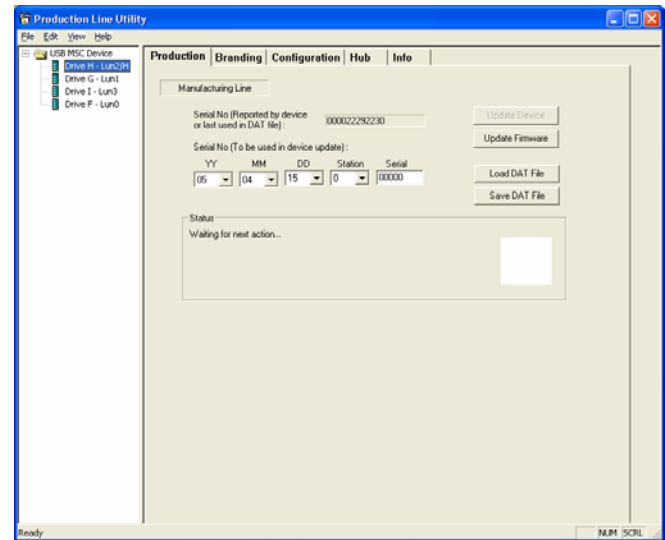 Production Line Utility
File Edit View Help
USB MSC Device
Drive H - Lun2/H
Drive G - Lun1
Drive I - Lun3
Drive F - Lun0
Production Branding Configuration Hub Info
Manufacturing Line
Serial No (Reported by device
or last used in DAT file) :
000022292230
Update Device
Update Firmware
Serial No (To be used in device update) :
YY MM DD Station Serial
05 04 15 0 00000
Load DAT File
Save DAT File
Status
Waiting for next action...
Ready
NUM SCRL